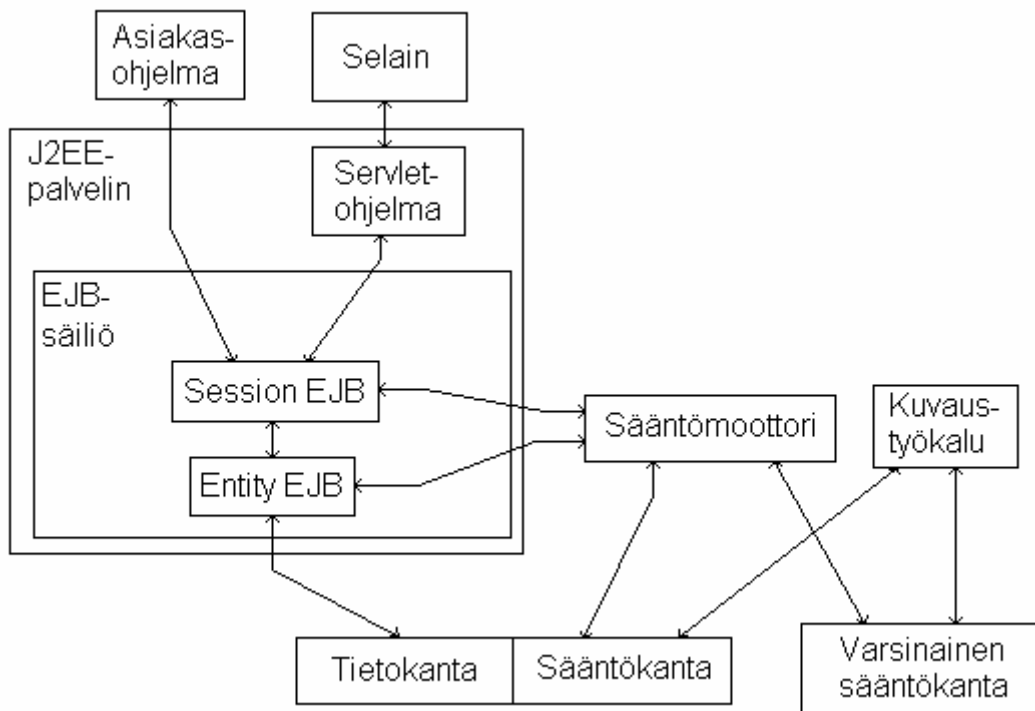 Asiakas-
ohjelma
Selain
J2EE-
palvelin
Servlet-
ohjelma
EJB-
säiliö
Session EJB
Entity EJB
Sääntömoottori
Kuvaus-
työkalu
Tietokanta
Sääntökanta
Varsinainen
sääntökanta